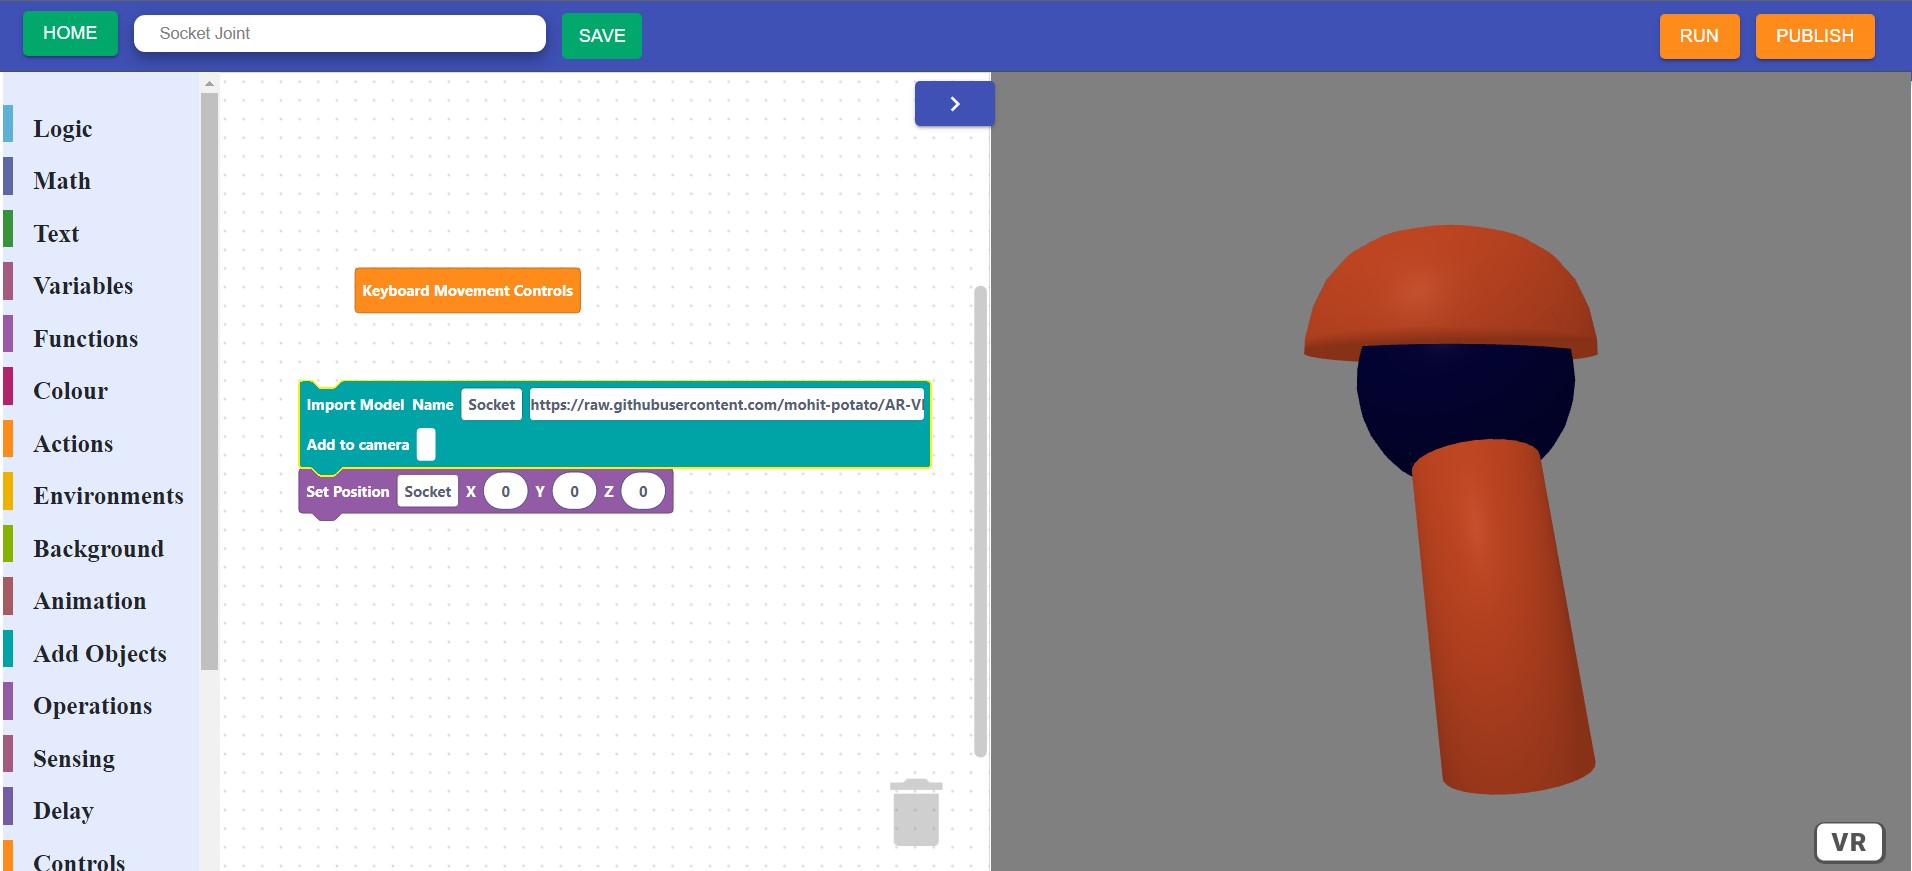 HOME
Socket Joint
SAVE
RUN
PUBLISH
Logic
Math
Text
Variables
Functions
Colour
Actions
Environments
Background
Animation
Add Objects
Operations
Sensing
Delay
Controls
Keyboard Movement Controls
Import Model Name Socket https://raw.githubusercontent.com/mohit-potato/AR-V
Add to camera
Set Position Socket X 0 Y 0 Z 0
VR